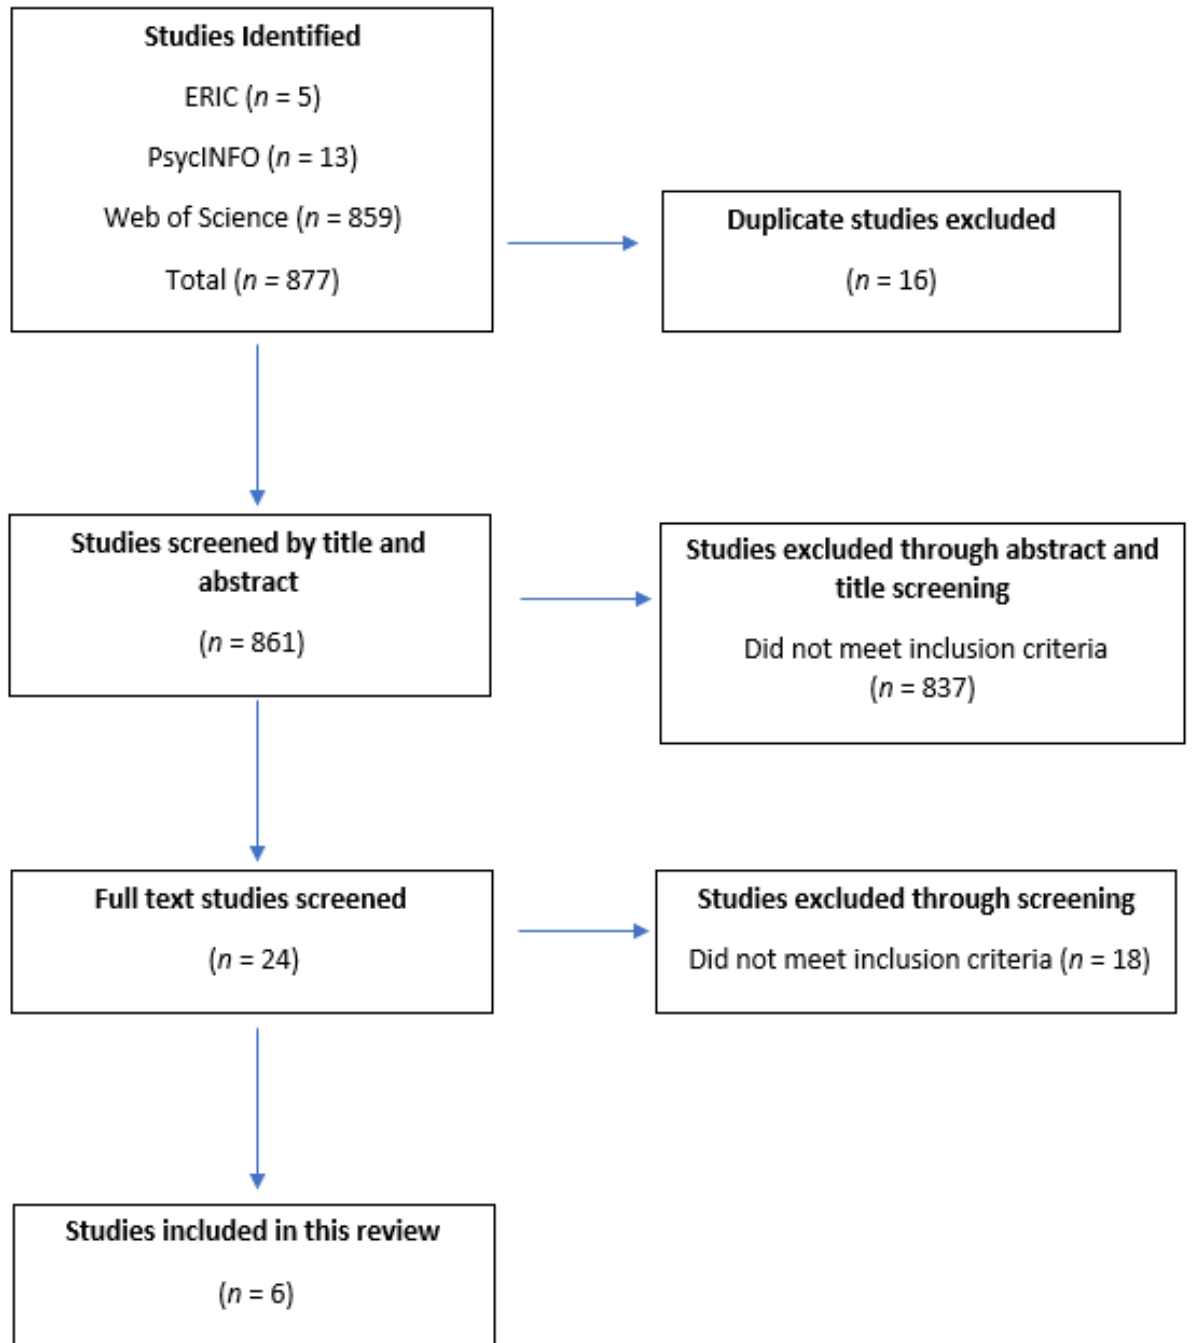 Studies Identified
ERIC (n = 5)
PsycINFO (n = 13)
Web of Science (n = 859)
Total (n = 877)
Duplicate studies excluded
(n = 16)
Studies screened by title and
abstract
(n = 861)
Studies excluded through abstract and
title screening
Did not meet inclusion criteria
(n = 837)
Full text studies screened
(n = 24)
Studies excluded through screening
Did not meet inclusion criteria (n = 18)
Studies included in this review
(n = 6)